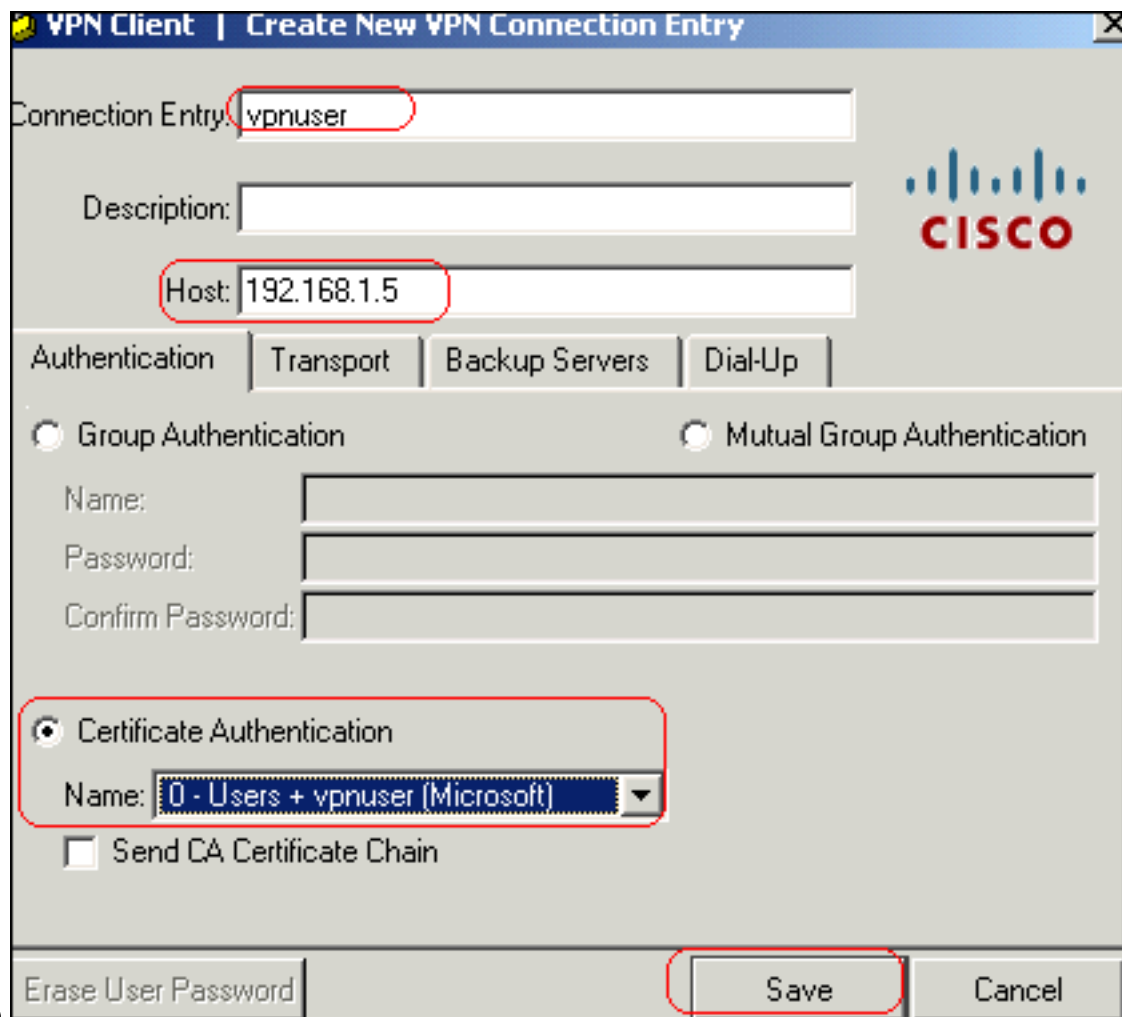 VPN Client | Create New VPN Connection Entry
Connection Entry: vpnuser
Description:
CISCO
Host: 192.168.1.5
Authentication Transport Backup Servers Dial-Up
Group Authentication Mutual Group Authentication
Name:
Password:
Confirm Password:
Certificate Authentication
Name: 0 - Users + vpnuser (Microsoft)
Send CA Certificate Chain
Erase User Password Save Cancel